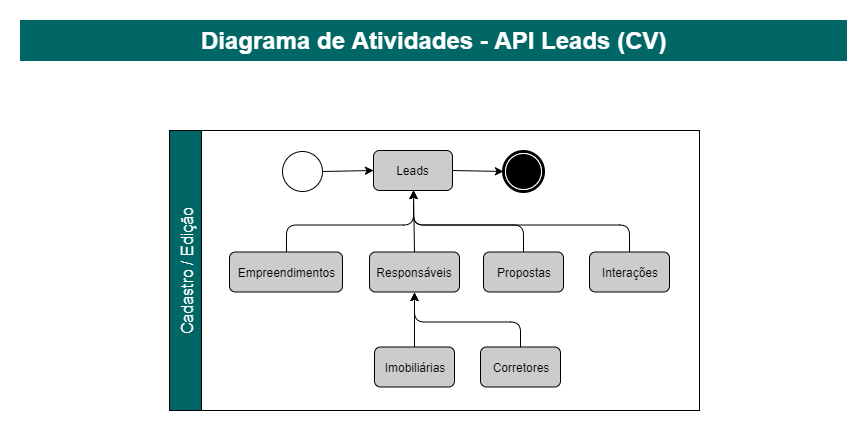 Diagrama de Atividades - API Leads (CV)
Cadastro / Edição
Leads
Empreendimentos
Responsáveis
Propostas
Interações
Imobiliárias
Corretores